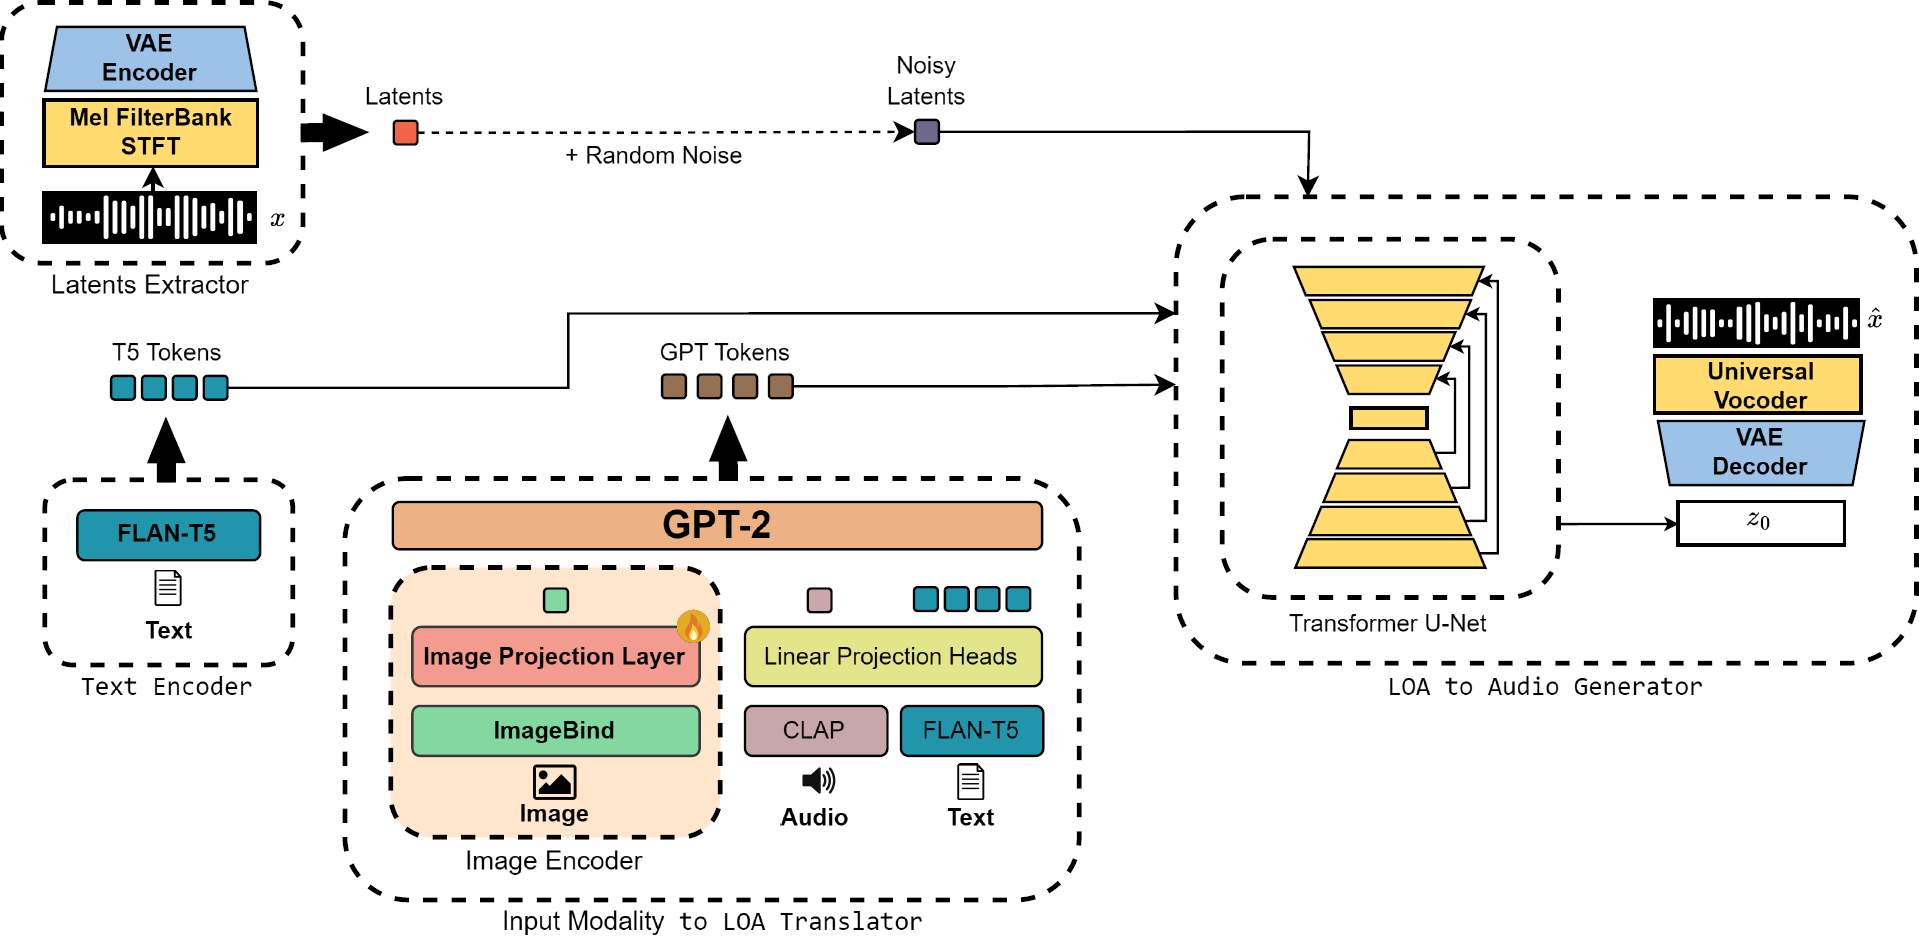 VAE
Encoder
Mel FilterBank
STFT
x
Latents Extractor
Latents
+ Random Noise
Noisy
Latents
T5 Tokens
GPT Tokens
FLAN-T5
Text
Text Encoder
GPT-2
Image Projection Layer
ImageBind
Image
Image Encoder
Linear Projection Heads
CLAP
FLAN-T5
Audio
Text
Input Modality to LOA Translator
Transformer U-Net
x̂
Universal
Vocoder
VAE
Decoder
z₀
LOA to Audio Generator